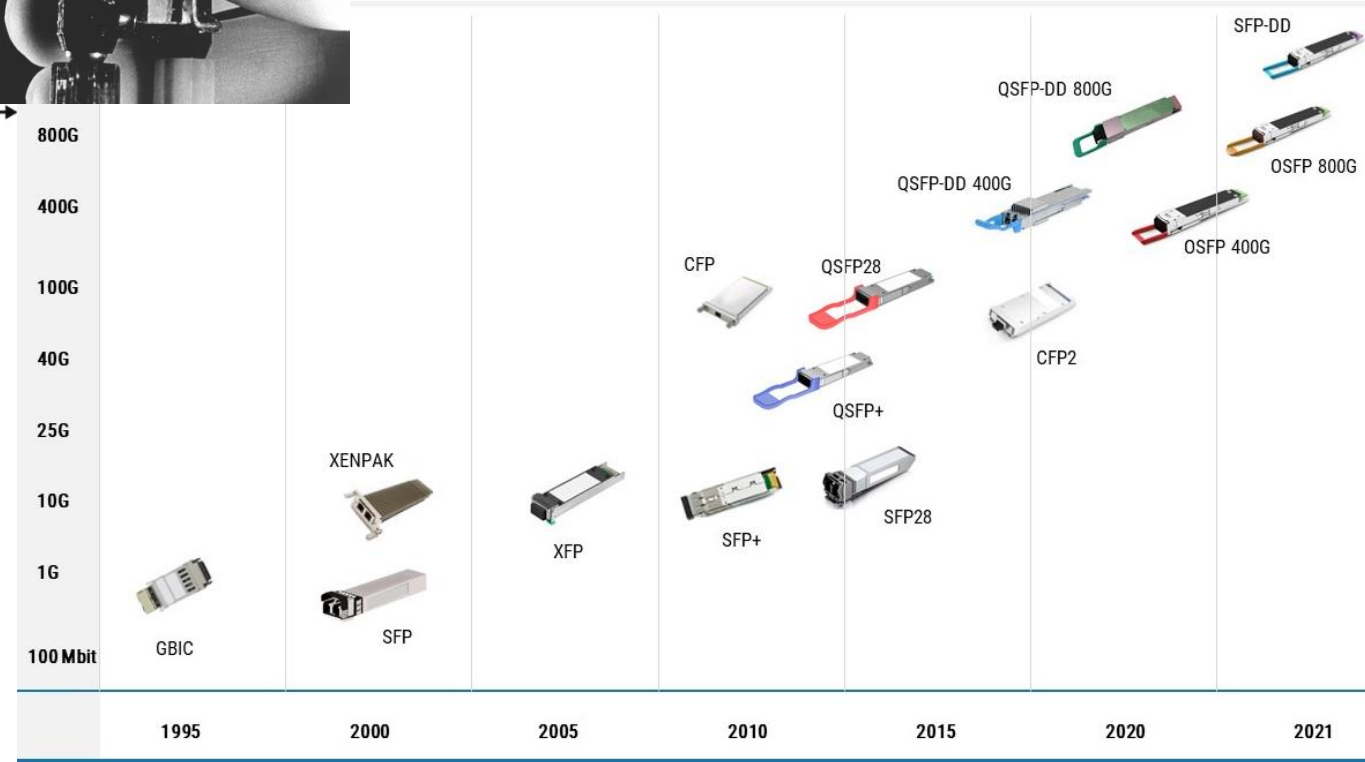 SFP-DD
QSFP-DD 800G
800G
OSFP 800G
QSFP-DD 400G
400G
OSFP 400G
CFP
QSFP28
100G
40G
CFP2
QSFP+
25G
XENPAK
10G
SFP28
SFP+
XFP
1G
SFP
GBIC
100 Mbit
1995
2000
2005
2010
2015
2020
2021